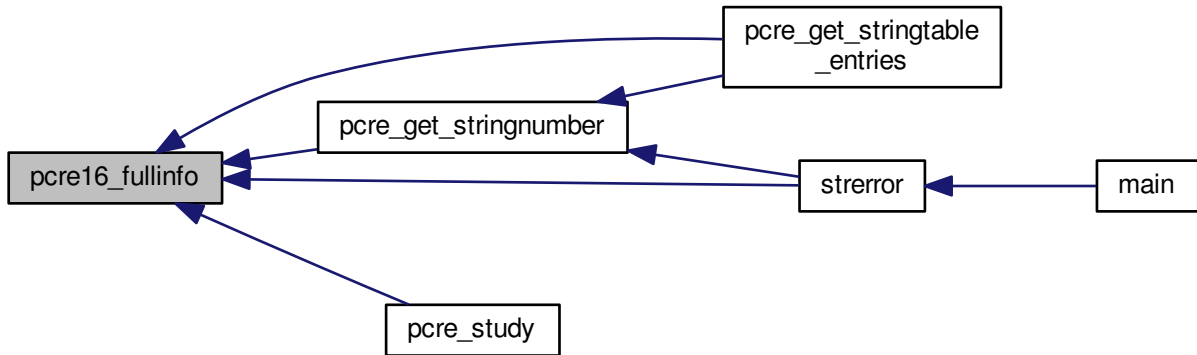 pcre_get_stringtable
_entries
pcre_get_stringnumber
pcre16_fullinfo
strerror
main
pcre_study